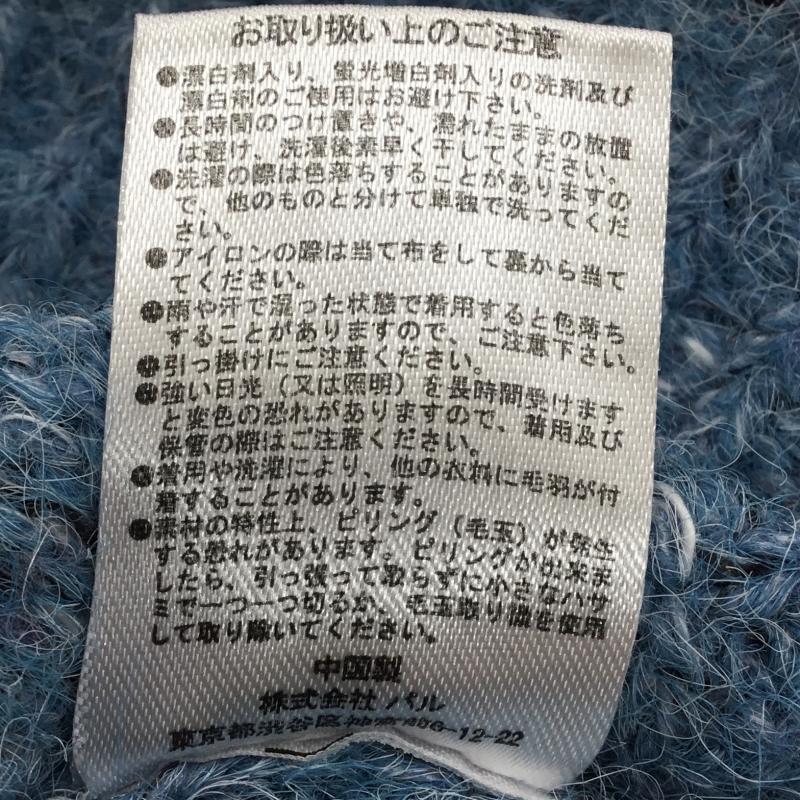 お取り扱い上のご注意
●漂白剤入り、蛍光増白剤入りの洗剤及び
漂白剤のご使用はお避け下さい。
●長時間のつけ置きや、濡れたままの放置
は避け、洗濯後素早く干してください。
●洗濯の際は色落ちすることがありますの
で、他のものと分けて単独で洗ってくだ
さい。
●アイロンの際は当て布をして裏から当て
てください。
●雨や汗で湿った状態で着用すると色落ち
することがありますので、ご注意下さい。
●引っ掛けにご注意ください。
●強い日光（又は照明）を長時間受けます
と変色の恐れがありますので、着用及び
保管の際はご注意ください。
●着用や洗濯により、他の衣料に毛羽が付
着することがあります。
●素材の特性上、ピリング（毛玉）が発生
する恐れがあります。ピリングが出来ま
したら、引っ張って取らずに小さなハサ
ミで一つ一つ切るか、毛玉取り機を使用
して取り除いてください。
中国製
株式会社 パル
東京都渋谷区神宮前6-12-22